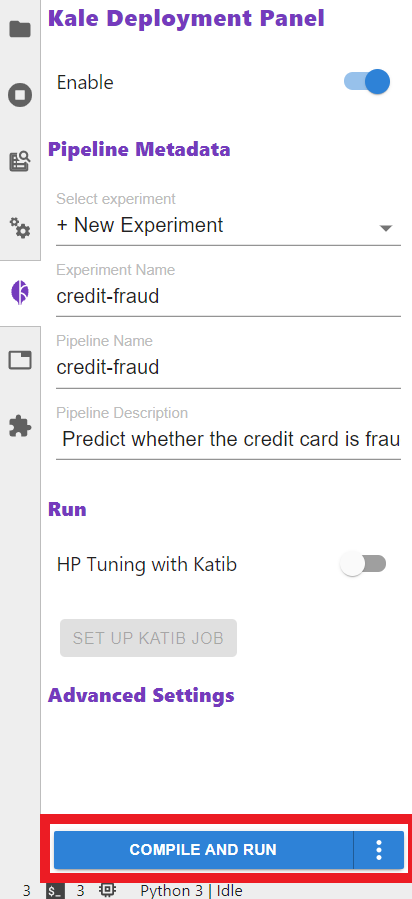 Kale Deployment Panel
Enable
Pipeline Metadata
Select experiment
+ New Experiment
Experiment Name
credit-fraud
Pipeline Name
credit-fraud
Pipeline Description
Predict whether the credit card is frau
Run
HP Tuning with Katib
SET UP KATIB JOB
Advanced Settings
COMPILE AND RUN
3 $_ 3 Python 3 | Idle